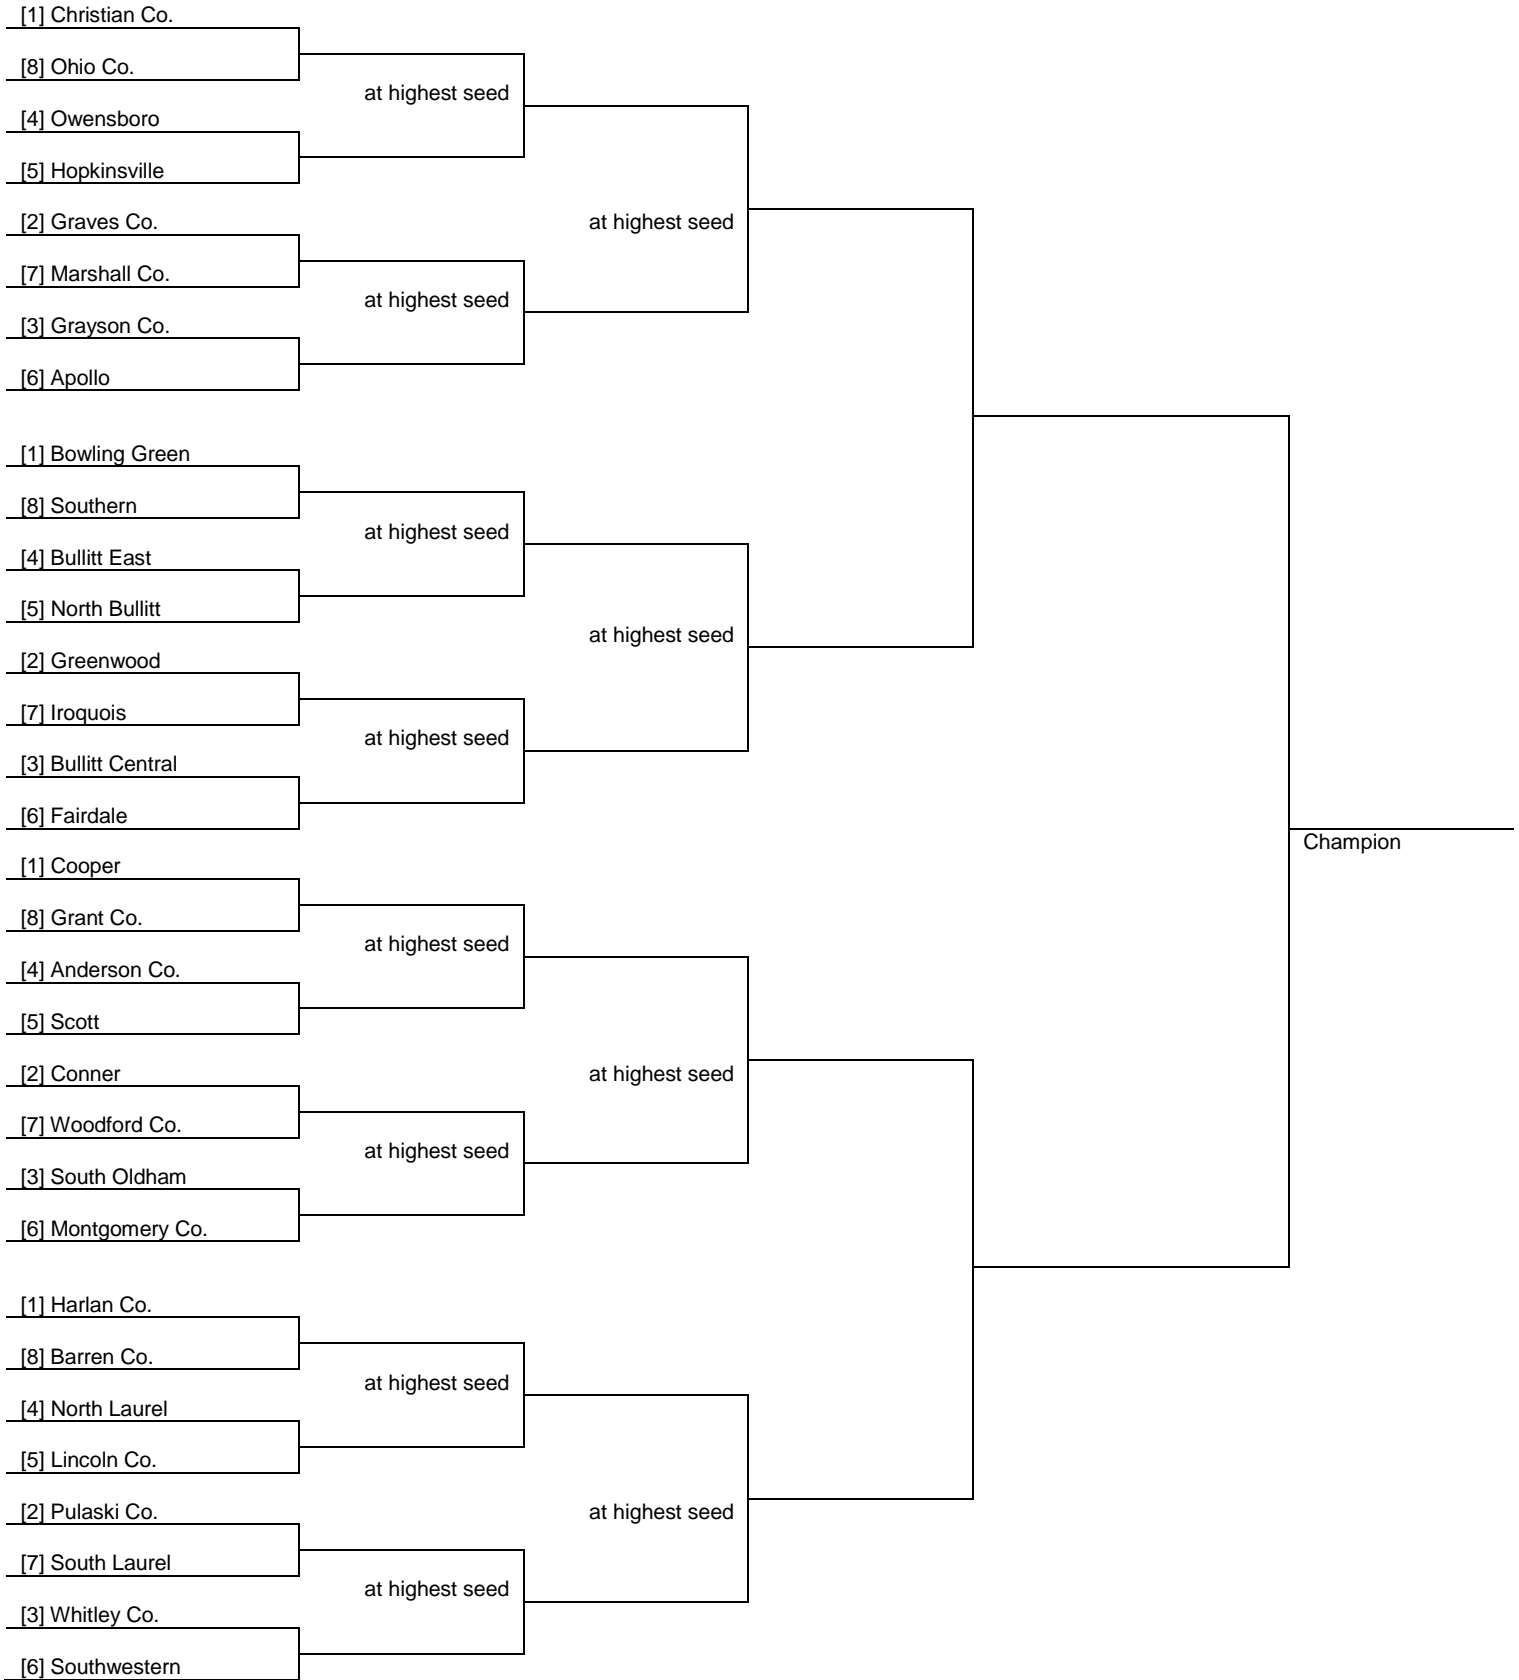 [1] Christian Co.
[8] Ohio Co.
at highest seed
[4] Owensboro
[5] Hopkinsville
[2] Graves Co.
at highest seed
[7] Marshall Co.
at highest seed
[3] Grayson Co.
[6] Apollo
[1] Bowling Green
[8] Southern
at highest seed
[4] Bullitt East
[5] North Bullitt
at highest seed
[2] Greenwood
[7] Iroquois
at highest seed
[3] Bullitt Central
[6] Fairdale
Champion
[1] Cooper
[8] Grant Co.
at highest seed
[4] Anderson Co.
[5] Scott
[2] Conner
at highest seed
[7] Woodford Co.
at highest seed
[3] South Oldham
[6] Montgomery Co.
[1] Harlan Co.
[8] Barren Co.
at highest seed
[4] North Laurel
[5] Lincoln Co.
[2] Pulaski Co.
at highest seed
[7] South Laurel
at highest seed
[3] Whitley Co.
[6] Southwestern